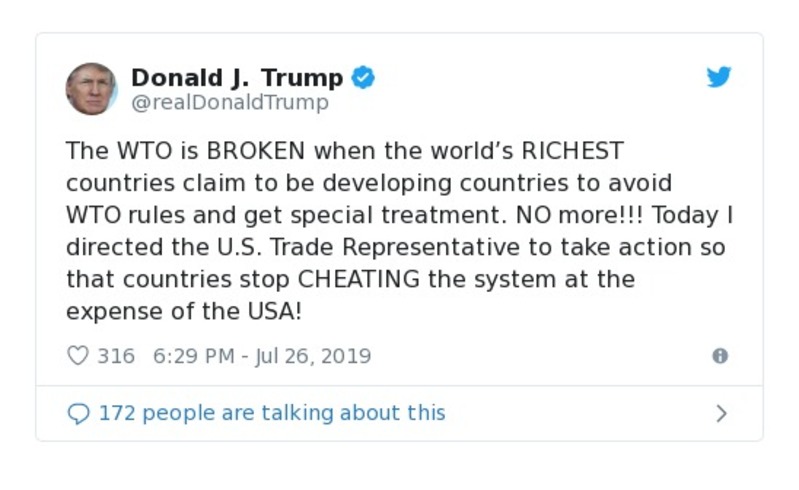 Donald J. Trump
@realDonaldTrump
The WTO is BROKEN when the world’s RICHEST
countries claim to be developing countries to avoid
WTO rules and get special treatment. NO more!!! Today I
directed the U.S. Trade Representative to take action so
that countries stop CHEATING the system at the
expense of the USA!
316 6:29 PM - Jul 26, 2019
172 people are talking about this